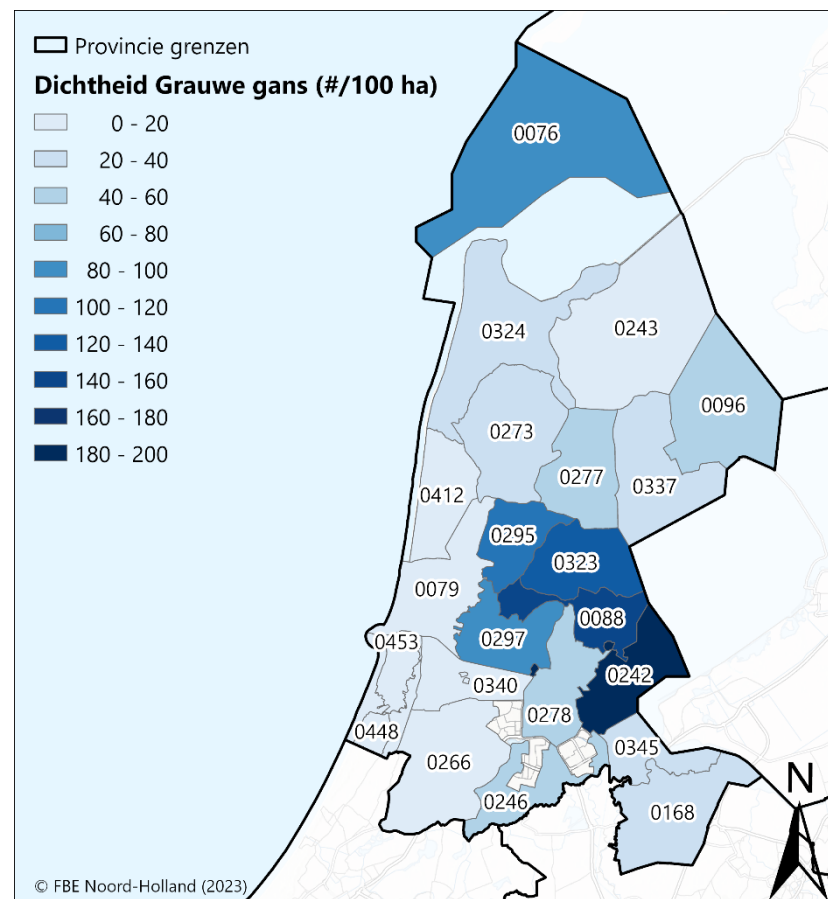 Provincie grenzen
Dichtheid Grauwe gans (#/100 ha)
0 - 20
20 - 40
40 - 60
60 - 80
80 - 100
100 - 120
120 - 140
140 - 160
160 - 180
180 - 200
0076
0324
0243
0096
0273
0277
0337
0412
0295
0323
0079
0088
0297
0453
0242
0340
0278
0448
0345
0266
0246
0168
N
© FBE Noord-Holland (2023)